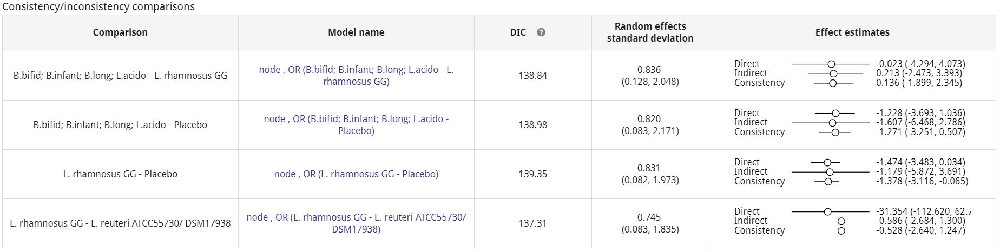 Consistency/inconsistency comparisons
Comparison
Model name
DIC ?
Random effects
standard deviation
Effect estimates
B.bifid; B.infant; B.long; L.acido - L. rhamnosus GG
node , OR (B.bifid; B.infant; B.long; L.acido - L.
rhamnosus GG)
138.84
0.836
(0.128, 2.048)
Direct -0.023 (-4.294, 4.073)
Indirect 0.213 (-2.473, 3.393)
Consistency 0.136 (-1.899, 2.345)
B.bifid; B.infant; B.long; L.acido - Placebo
node , OR (B.bifid; B.infant; B.long; L.acido -
Placebo)
138.98
0.820
(0.083, 2.171)
Direct -1.228 (-3.693, 1.036)
Indirect -1.607 (-6.468, 2.786)
Consistency -1.271 (-3.251, 0.507)
L. rhamnosus GG - Placebo
node , OR (L. rhamnosus GG - Placebo)
139.35
0.831
(0.082, 1.973)
Direct -1.474 (-3.483, 0.034)
Indirect -1.179 (-5.872, 3.691)
Consistency -1.378 (-3.116, -0.065)
L. rhamnosus GG - L. reuteri ATCC55730/ DSM17938
node , OR (L. rhamnosus GG - L. reuteri ATCC55730/
DSM17938)
137.31
0.745
(0.083, 1.835)
Direct -31.354 (-112.620, 62.7
Indirect -0.586 (-2.684, 1.300)
Consistency -0.528 (-2.640, 1.247)